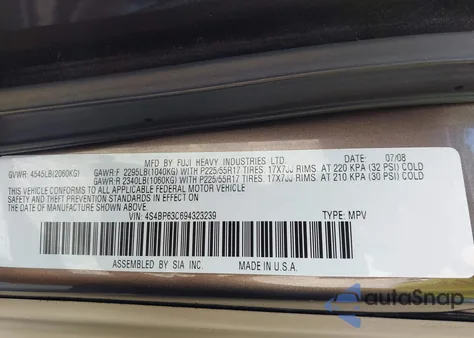 MFD BY FUJI HEAVY INDUSTRIES LTD. DATE: 07/08
GVWR: 4545LB(2060KG) GAWR:F 2295LB(1040KG) WITH P225/55R17 TIRES, 17X7JJ RIMS, AT 220 KPA (32 PSI) COLD
GAWR:R 2340LB(1060KG) WITH P225/55R17 TIRES, 17X7JJ RIMS, AT 210 KPA (30 PSI) COLD
THIS VEHICLE CONFORMS TO ALL APPLICABLE FEDERAL MOTOR VEHICLE
SAFETY AND THEFT PREVENTION STANDARDS IN EFFECT ON
THE DATE OF MANUFACTURE SHOWN ABOVE.
VIN: 4S4BP63C694323239 TYPE: MPV
ASSEMBLED BY SIA INC. MADE IN U.S.A.
autoSnap